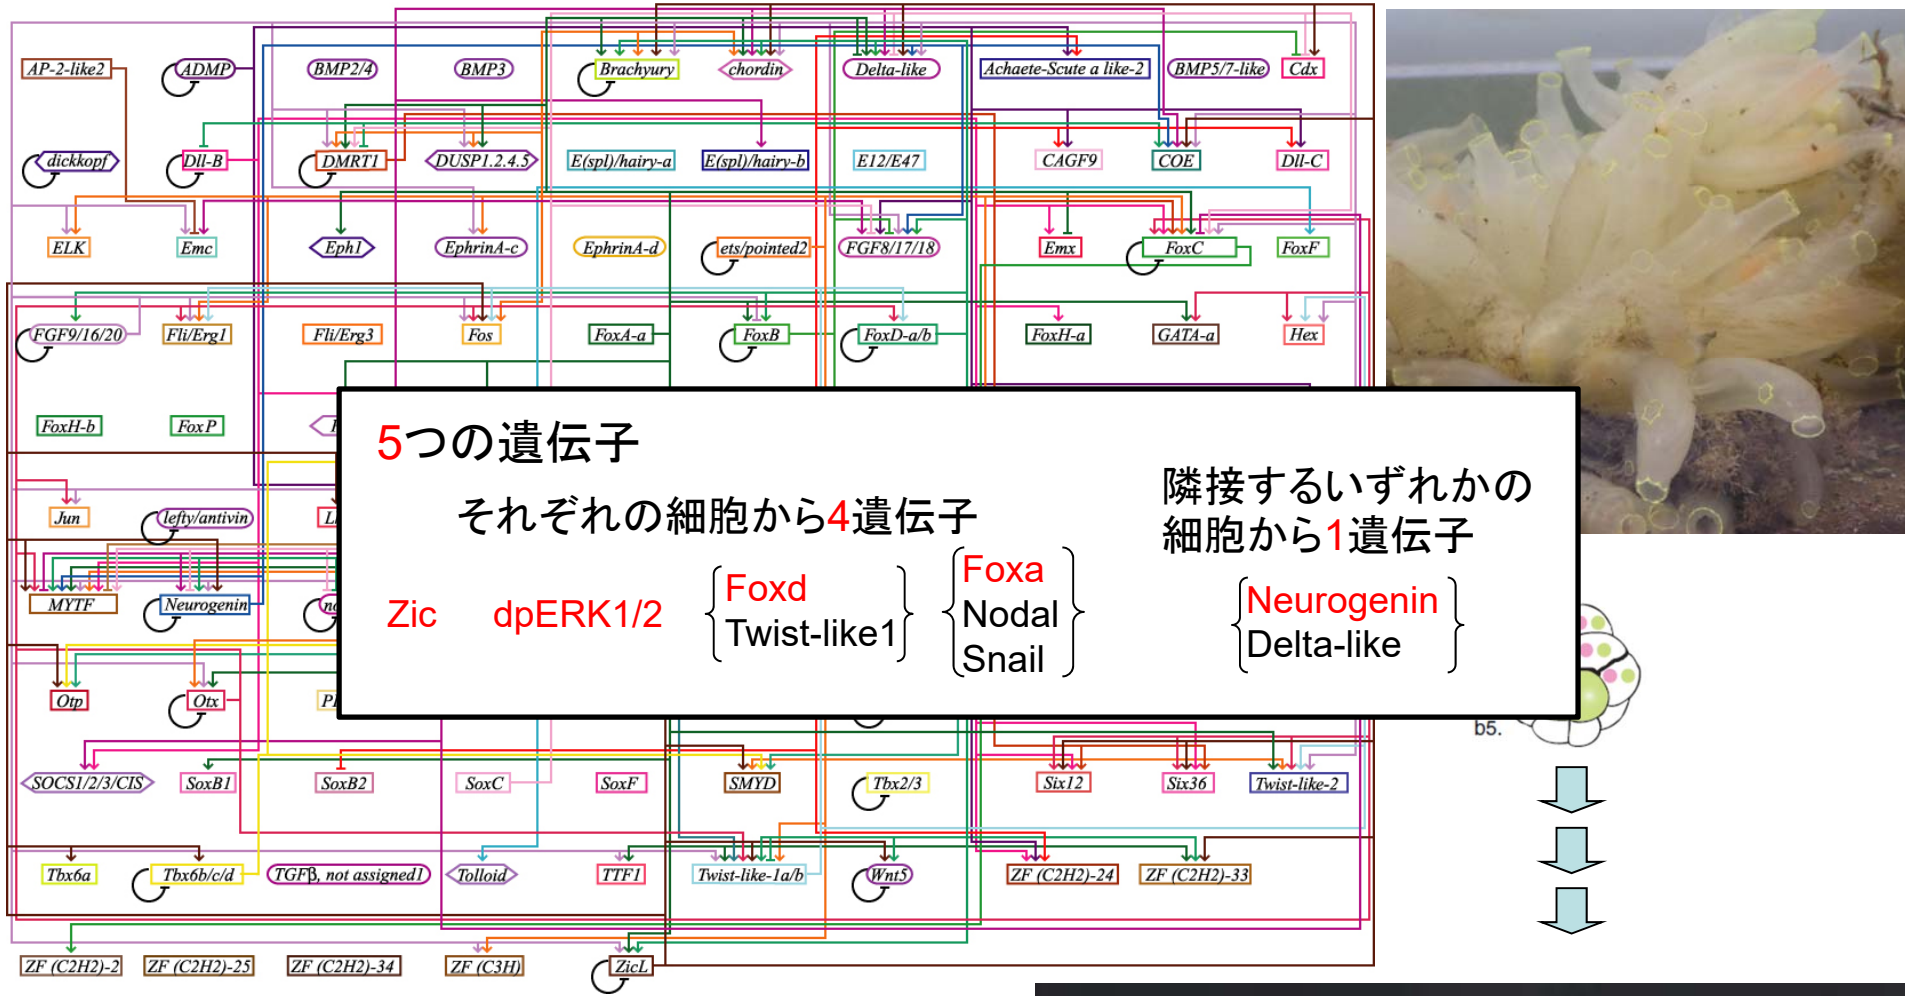 AP-2-like2
ADMP
BMP2/4
BMP3
Brachyury
chordin
Delta-like
Achaete-Scute a like-2
BMP5/7-like
Cdx
dickkopf
Dll-B
DMRT1
DUSP1.2.4.5
E(spl)/hairy-a
E(spl)/hairy-b
E12/E47
CAGF9
COE
Dll-C
ELK
Emc
Eph1
EphrinA-c
EphrinA-d
ets/pointed2
FGF8/17/18
Emx
FoxC
FoxF
FGF9/16/20
Fli/Erg1
Fli/Erg3
Fos
FoxA-a
FoxB
FoxD-a/b
FoxH-a
GATA-a
Hex
FoxH-b
FoxP
5つの遺伝子
それぞれの細胞から4遺伝子
隣接するいずれかの
細胞から1遺伝子
Zic
dpERK1/2
Foxd
Twist-like1
Foxa
Nodal
Snail
Neurogenin
Delta-like
Jun
lefty/antivin
MYTF
Neurogenin
Otp
Otx
b5.
SOCS1/2/3/CIS
SoxB1
SoxB2
SoxC
SoxF
SMYD
Tbx2/3
Six12
Six36
Twist-like-2
Tbx6a
Tbx6b/c/d
TGFβ, not assigned1
Tolloid
TTF1
Twist-like-1a/b
Wnt5
ZF (C2H2)-24
ZF (C2H2)-33
ZF (C2H2)-2
ZF (C2H2)-25
ZF (C2H2)-34
ZF (C3H)
ZicL